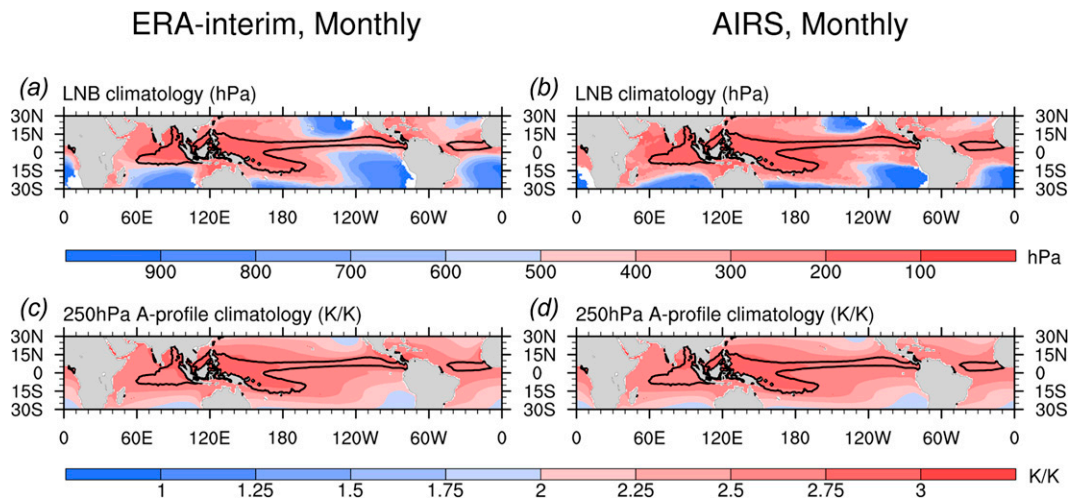 ERA-interim, Monthly
AIRS, Monthly
(a)
LNB climatology (hPa)
30N
15N
0
15S
30S
0 60E 120E 180 120W 60W 0
(b)
LNB climatology (hPa)
30N
15N
0
15S
30S
0 60E 120E 180 120W 60W 0
900 800 700 600 500 400 300 200 100 hPa
(c)
250hPa A-profile climatology (K/K)
30N
15N
0
15S
30S
0 60E 120E 180 120W 60W 0
(d)
250hPa A-profile climatology (K/K)
30N
15N
0
15S
30S
0 60E 120E 180 120W 60W 0
1 1.25 1.5 1.75 2 2.25 2.5 2.75 3 K/K